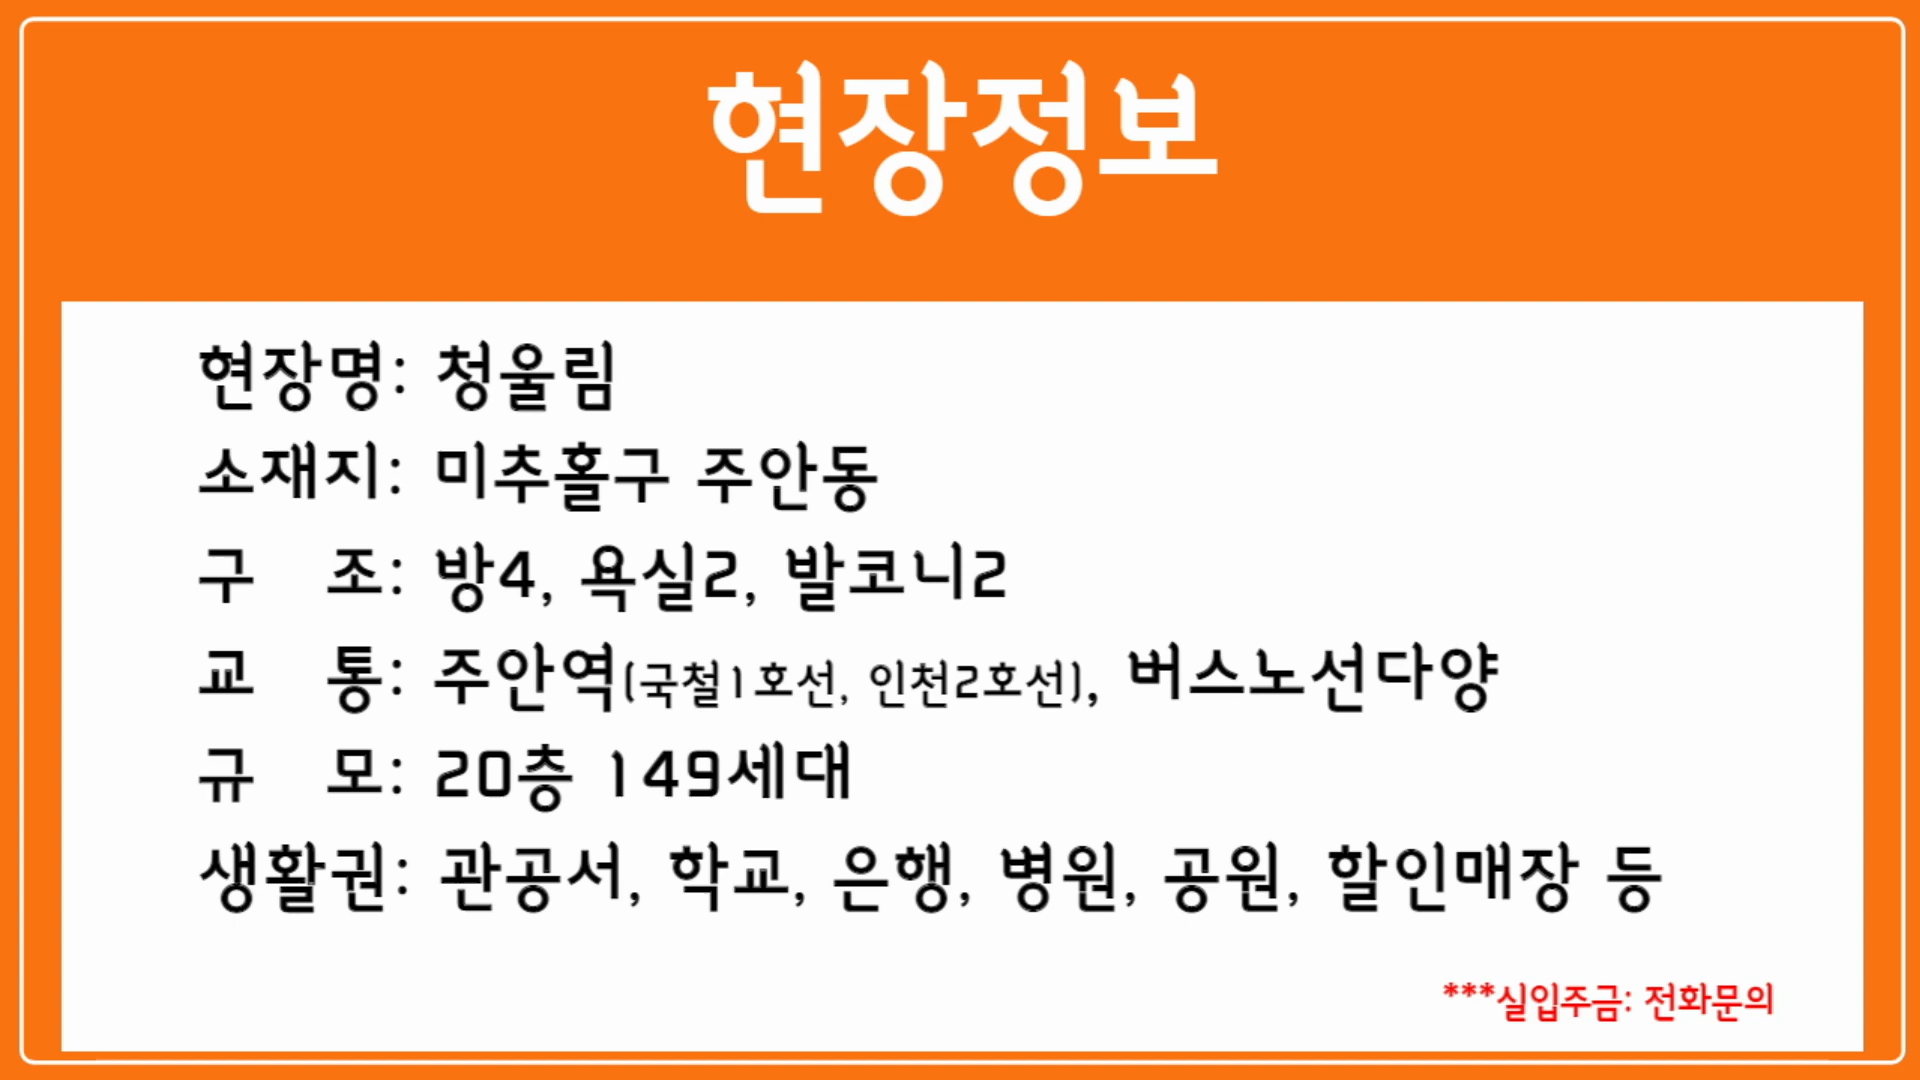 현장정보
현장명: 청울림
소재지: 미추홀구 주안동
구 조: 방4, 욕실2, 발코니2
교 통: 주안역(국철1호선, 인천2호선), 버스노선다양
규 모: 20층 149세대
생활권: 관공서, 학교, 은행, 병원, 공원, 할인매장 등
***실입주금: 전화문의